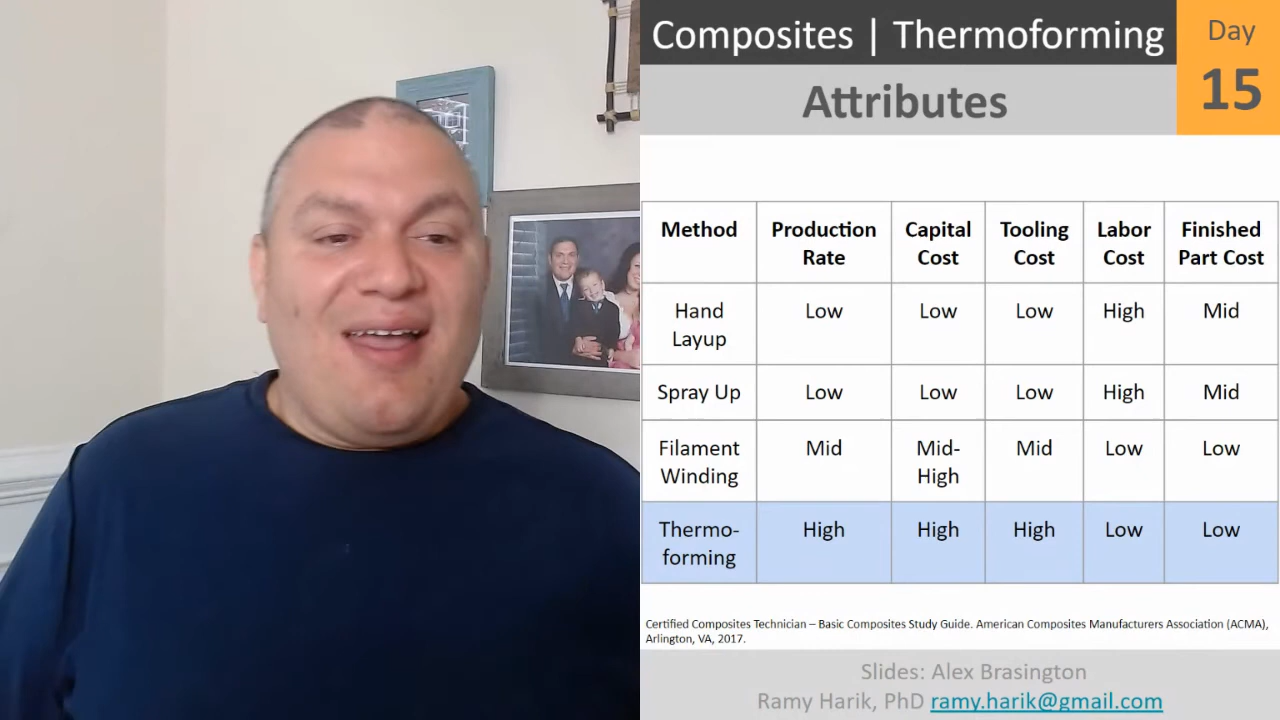 Composites | Thermoforming
Day
15
Attributes
Method
Production
Rate
Capital
Cost
Tooling
Cost
Labor
Cost
Finished
Part Cost
Hand
Layup
Low
Low
Low
High
Mid
Spray Up
Low
Low
Low
High
Mid
Filament
Winding
Mid
Mid-
High
Mid
Low
Low
Thermo-
forming
High
High
High
Low
Low
Certified Composites Technician – Basic Composites Study Guide. American Composites Manufacturers Association (ACMA),
Arlington, VA, 2017.
Slides: Alex Brasington
Ramy Harik, PhD ramy.harik@gmail.com